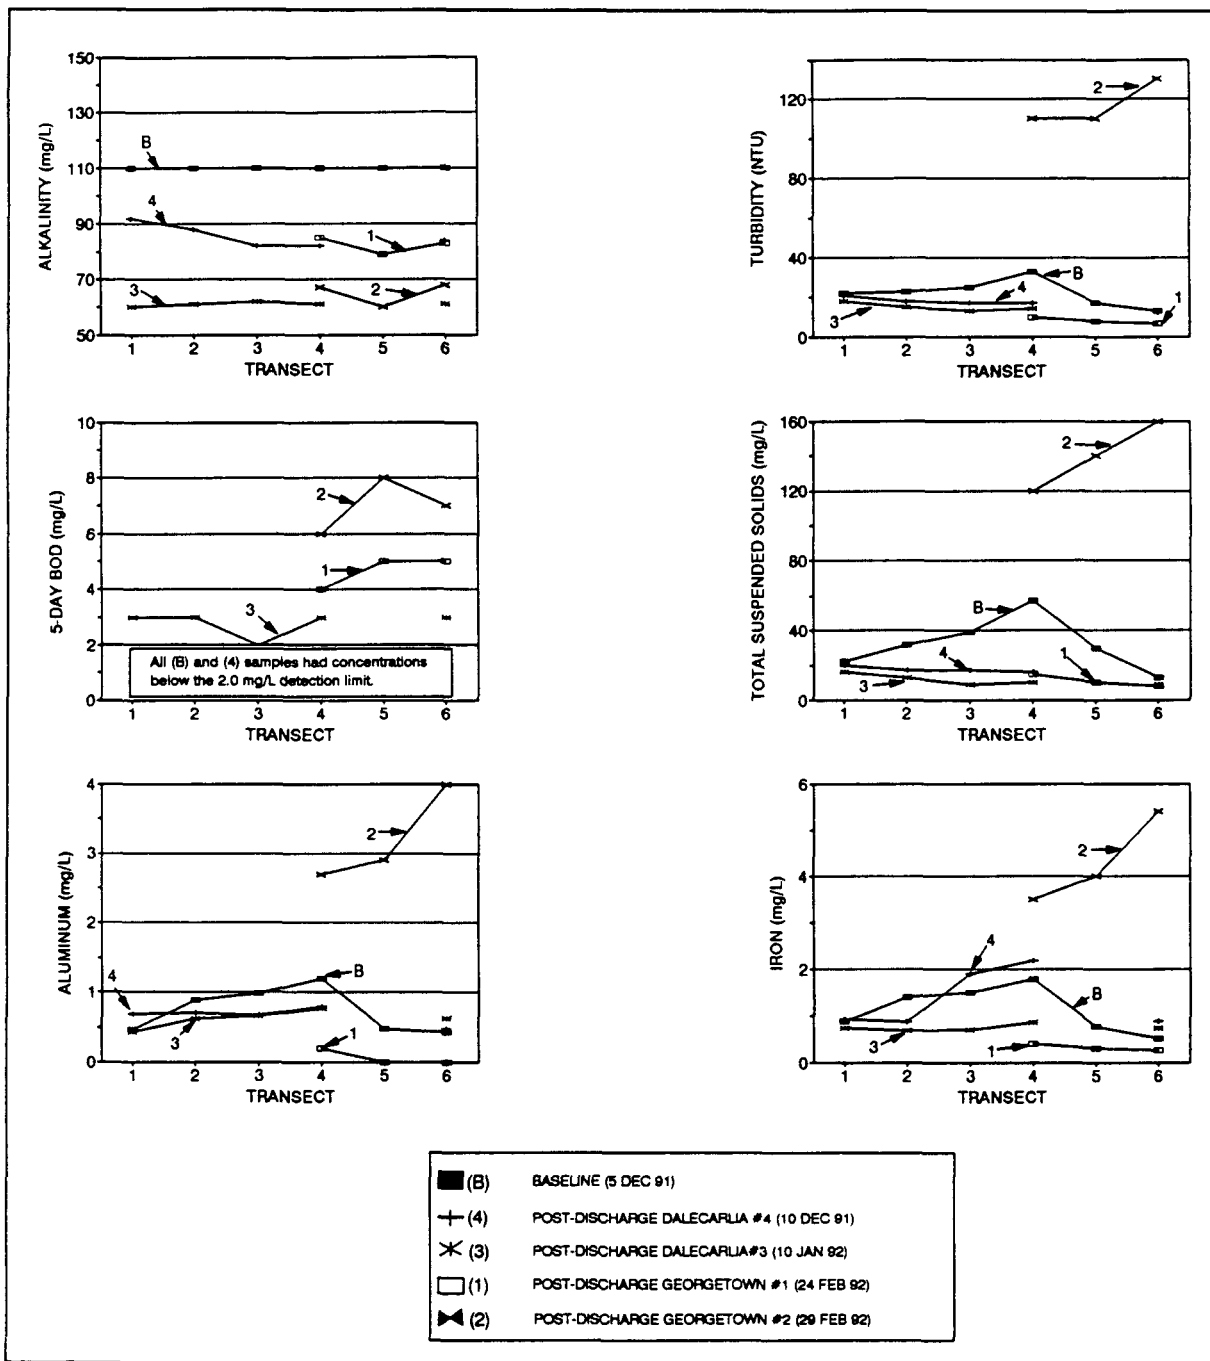 150
130
110
90
70
50
ALKALINITY (mg/L)
B
4
1
3
2
1 2 3 4 5 6
TRANSECT
120
80
40
0
TURBIDITY (NTU)
2
B
4
1
3
1 2 3 4 5 6
TRANSECT
10
8
6
4
2
0
5-DAY BOD (mg/L)
2
1
3
All (B) and (4) samples had concentrations
below the 2.0 mg/L detection limit.
1 2 3 4 5 6
TRANSECT
160
120
80
40
0
TOTAL SUSPENDED SOLIDS (mg/L)
2
B
4
1
3
1 2 3 4 5 6
TRANSECT
4
3
2
1
0
ALUMINUM (mg/L)
2
4
B
3
1
1 2 3 4 5 6
TRANSECT
6
4
2
0
IRON (mg/L)
2
4
B
3
1
1 2 3 4 5 6
TRANSECT
(B) BASELINE (5 DEC 91)
(4) POST-DISCHARGE DALECARLIA #4 (10 DEC 91)
(3) POST-DISCHARGE DALECARLIA#3 (10 JAN 92)
(1) POST-DISCHARGE GEORGETOWN #1 (24 FEB 92)
(2) POST-DISCHARGE GEORGETOWN #2 (29 FEB 92)